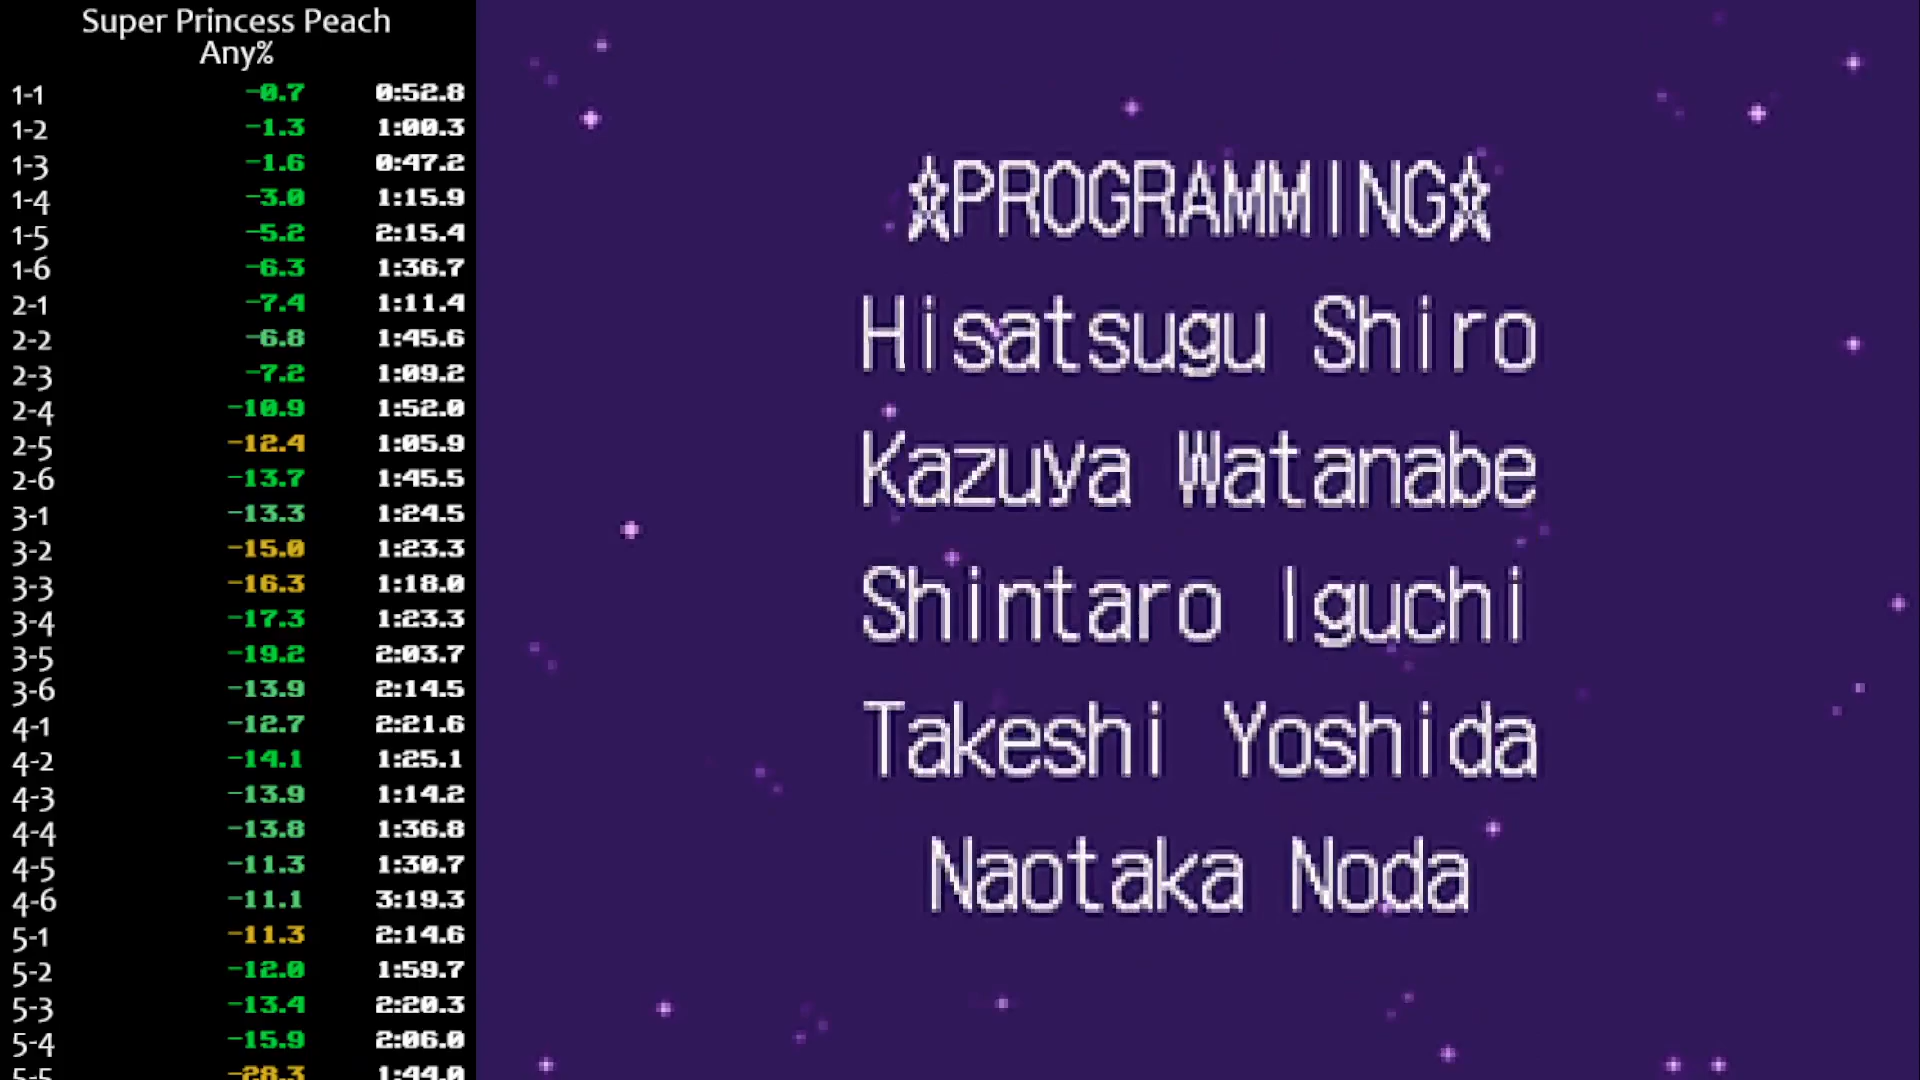 Super Princess Peach
Any%
1-1 -0.7 0:52.8
1-2 -1.3 1:00.3
1-3 -1.6 0:47.2
1-4 -3.0 1:15.9
1-5 -5.2 2:15.4
1-6 -6.3 1:36.7
2-1 -7.4 1:11.4
2-2 -6.8 1:45.6
2-3 -7.2 1:09.2
2-4 -10.9 1:52.0
2-5 -12.4 1:05.9
2-6 -13.7 1:45.5
3-1 -13.3 1:24.5
3-2 -15.0 1:23.3
3-3 -16.3 1:18.0
3-4 -17.3 1:23.3
3-5 -19.2 2:03.7
3-6 -13.9 2:14.5
4-1 -12.7 2:21.6
4-2 -14.1 1:25.1
4-3 -13.9 1:14.2
4-4 -13.8 1:36.8
4-5 -11.3 1:30.7
4-6 -11.1 3:19.3
5-1 -11.3 2:14.6
5-2 -12.0 1:59.7
5-3 -13.4 2:20.3
5-4 -15.9 2:06.0
5-5 -28.3 1:44.0
☆PROGRAMMING☆
Hisatsugu Shiro
Kazuya Watanabe
Shintaro Iguchi
Takeshi Yoshida
Naotaka Noda